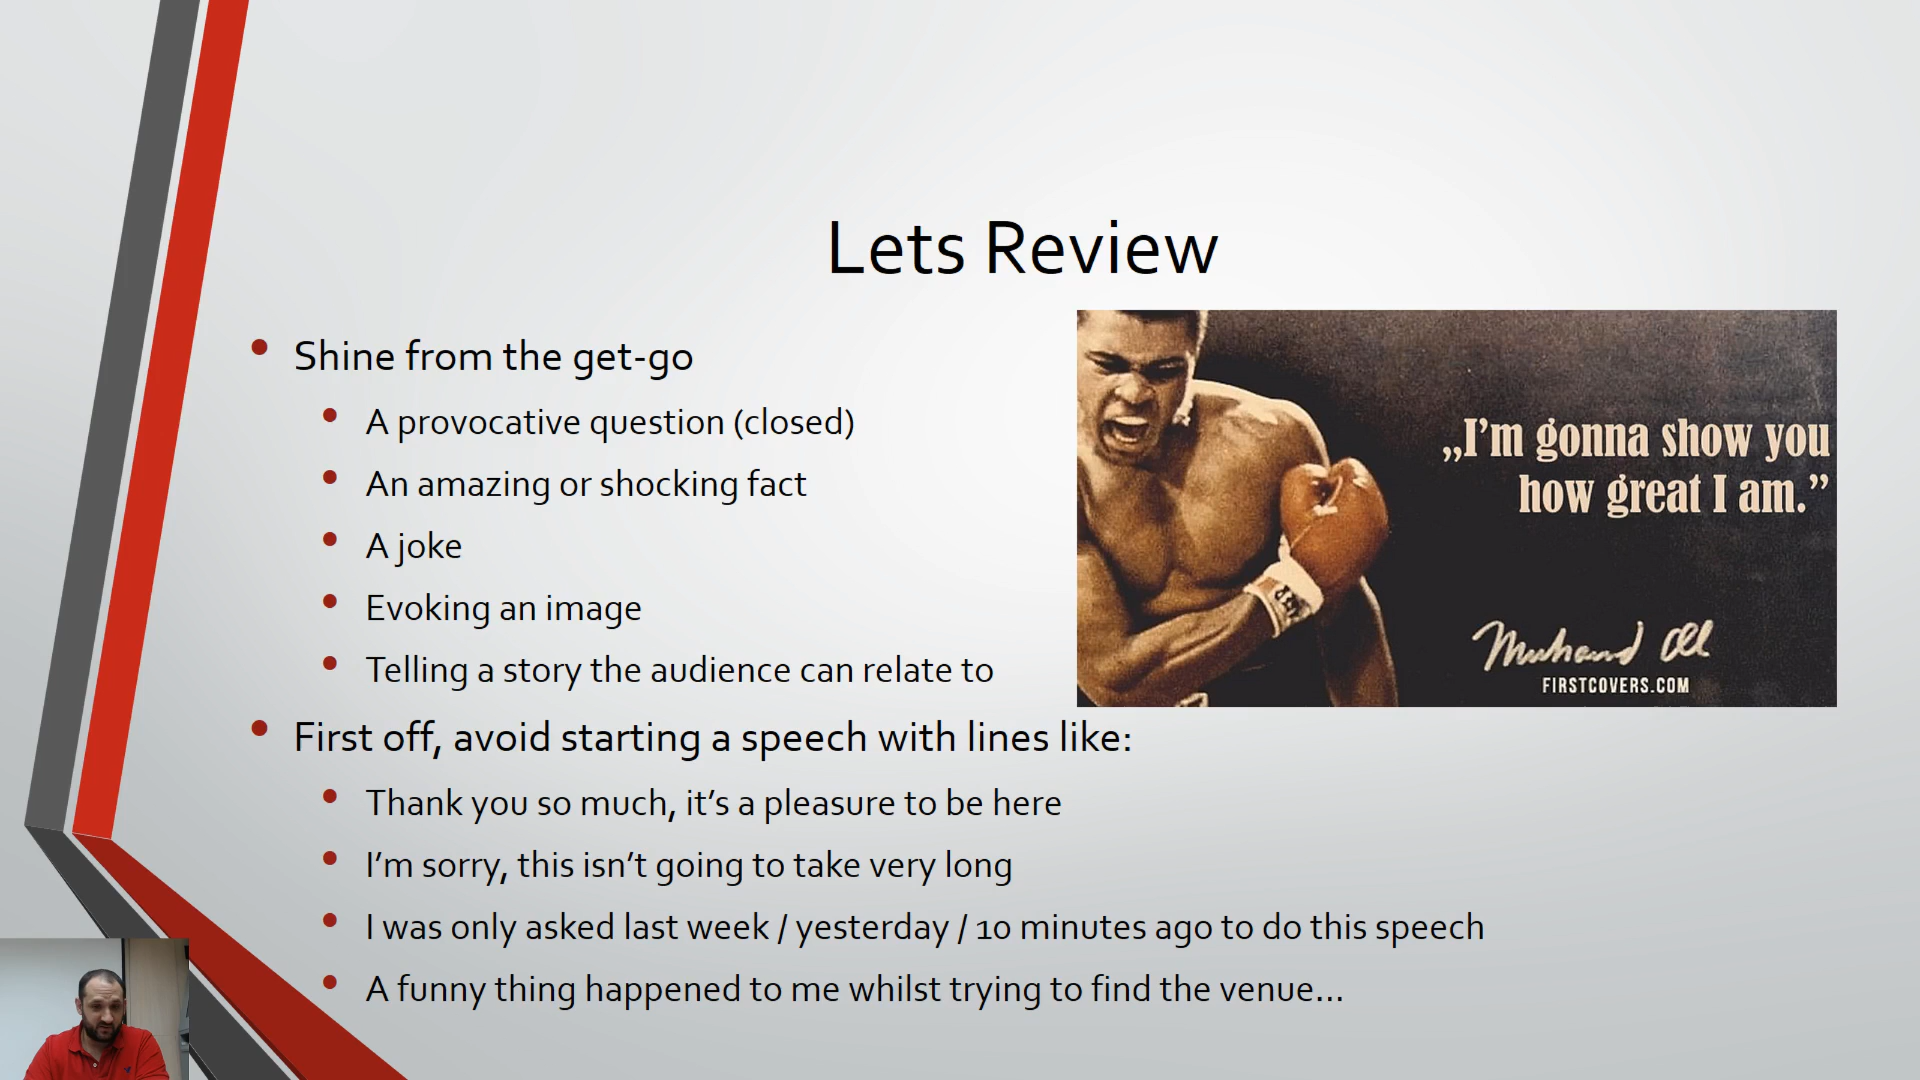 Lets Review
Shine from the get-go
A provocative question (closed)
An amazing or shocking fact
A joke
Evoking an image
Telling a story the audience can relate to
First off, avoid starting a speech with lines like:
Thank you so much, it’s a pleasure to be here
I’m sorry, this isn’t going to take very long
I was only asked last week / yesterday / 10 minutes ago to do this speech
A funny thing happened to me whilst trying to find the venue...
„I’m gonna show you
how great I am.”
FIRSTCOVERS.COM